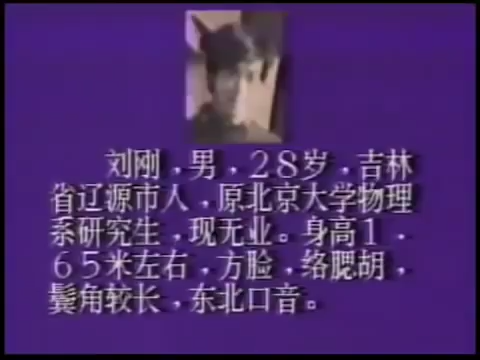 刘刚，男，２８岁，吉林
省辽源市人，原北京大学物理
系研究生，现无业。身高１．
６５米左右，方脸，络腮胡，
鬓角较长，东北口音。